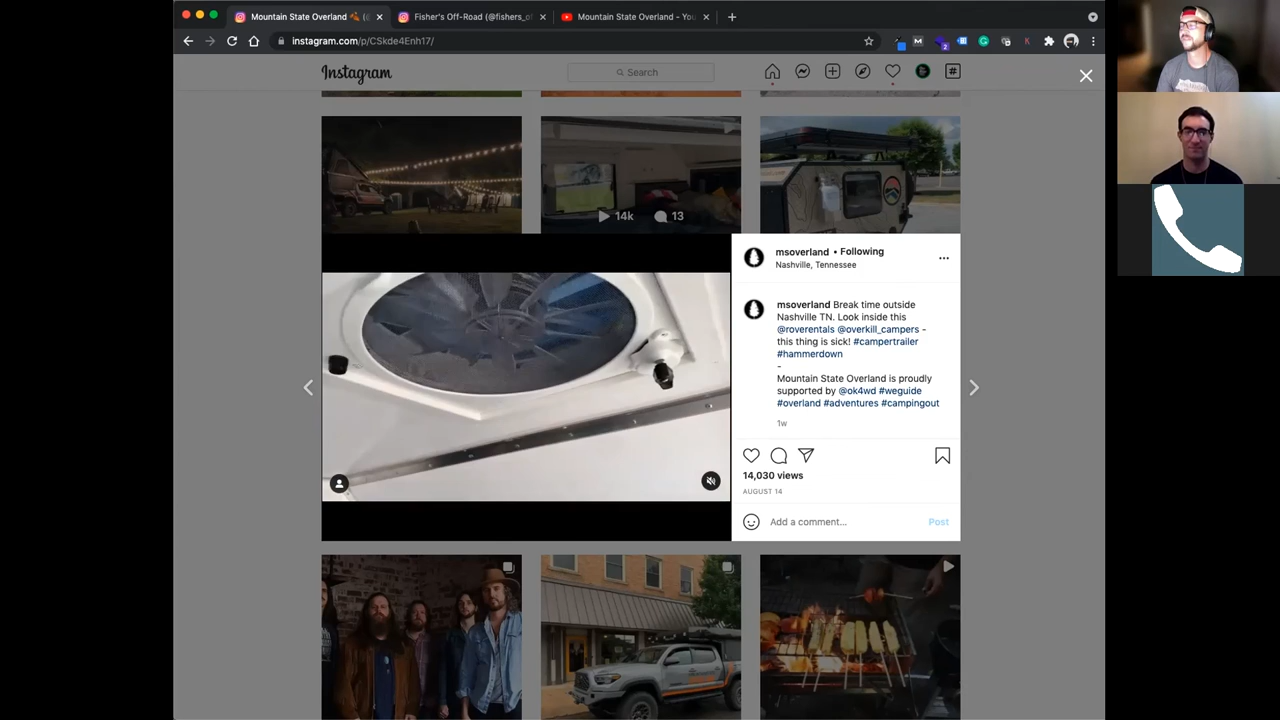 Mountain State Overland
Fisher's Off-Road (@fishers_o
Mountain State Overland - You
instagram.com/p/CSkde4Enh17/
2
Instagram
Search
14k
13
msoverland • Following
Nashville, Tennessee
msoverland Break time outside
Nashville TN. Look inside this
@roverentals @overkill_campers -
this thing is sick! #campertrailer
#hammerdown
-
Mountain State Overland is proudly
supported by @ok4wd #weguide
#overland #adventures #campingout
1w
14,030 views
AUGUST 14
Add a comment...
Post